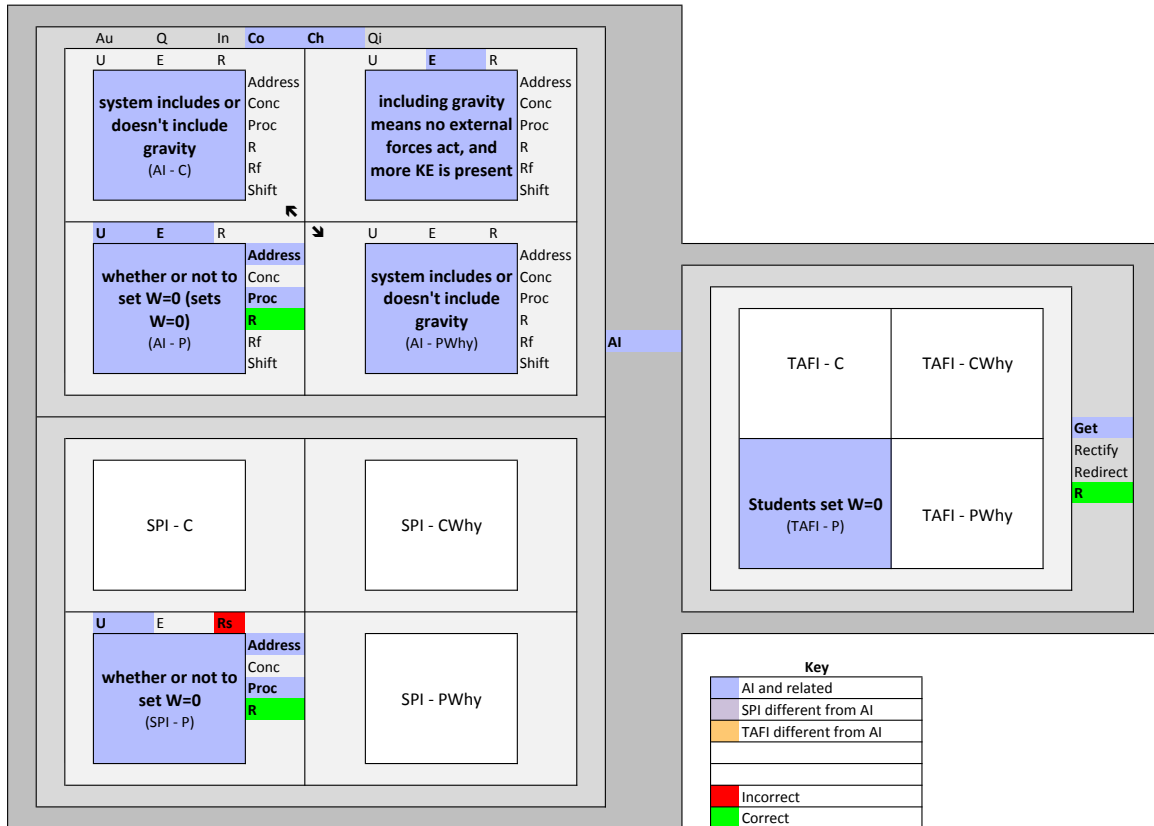 Au Q In Co Ch Qi
U E R U E R
system includes or
doesn't include
gravity
(AI - C)
Address
Conc
Proc
R
Rf
Shift
including gravity
means no external
forces act, and
more KE is present
Address
Conc
Proc
R
Rf
Shift
U E R U E R
whether or not to
set W=0 (sets
W=0)
(AI - P)
Address
Conc
Proc
R
Rf
Shift
system includes or
doesn't include
gravity
(AI - PWhy)
Address
Conc
Proc
R
Rf
Shift
AI
SPI - C
SPI - CWhy
U E Rs
whether or not to
set W=0
(SPI - P)
Address
Conc
Proc
R
SPI - PWhy
TAFI - C
TAFI - CWhy
Students set W=0
(TAFI - P)
TAFI - PWhy
Get
Rectify
Redirect
R
Key
AI and related
SPI different from AI
TAFI different from AI
Incorrect
Correct